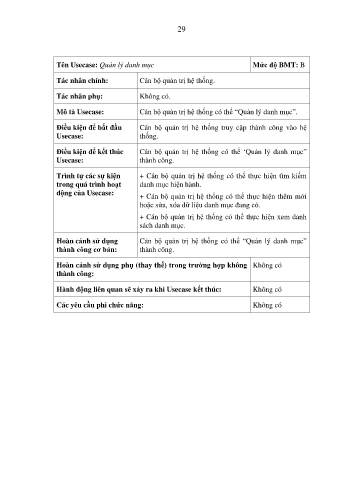 29
Tên Usecase: Quản lý danh mục Mức độ BMT: B
Tác nhân chính: Cán bộ quản trị hệ thống.
Tác nhân phụ: Không có.
Mô tả Usecase: Cán bộ quản trị hệ thống có thể “Quản lý danh mục”.
Điều kiện để bắt đầu Cán bộ quản trị hệ thống truy cập thành công vào hệ
Usecase: thống.
Điều kiện để kết thúc Cán bộ quản trị hệ thống có thể ‘Quản lý danh mục”
Usecase: thành công.
Trình tự các sự kiện + Cán bộ quản trị hệ thống có thể thực hiện tìm kiếm
trong quá trình hoạt danh mục hiện hành.
động của Usecase: + Cán bộ quản trị hệ thống có thể thực hiện thêm mới
hoặc sửa, xóa dữ liệu danh mục đang có.
+ Cán bộ quản trị hệ thống có thể thực hiện xem danh
sách danh mục.
Hoàn cảnh sử dụng Cán bộ quản trị hệ thống có thể “Quản lý danh mục”
thành công cơ bản: thành công.
Hoàn cảnh sử dụng phụ (thay thế) trong trường hợp không Không có
thành công:
Hành động liên quan sẽ xảy ra khi Usecase kết thúc: Không có
Các yêu cầu phi chức năng: Không có